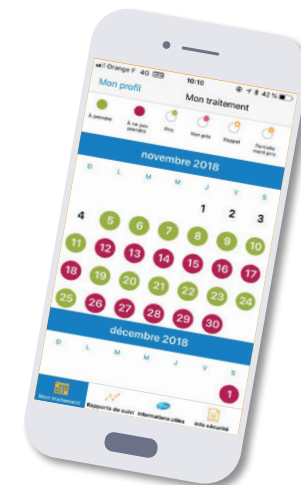 Orange F 4G 10:10 42 %
Mon profil Mon traitement
À prendre À ne pas prendre Pris Non pris Rappel Partiellement pris
novembre 2018
D L M M J V S
1 2 3
4 5 6 7 8 9 10
11 12 13 14 15 16 17
18 19 20 21 22 23 24
25 26 27 28 29 30
décembre 2018
D L M M J V S
1
Mon traitement Rapports de suivi Informations utiles Info sécurité